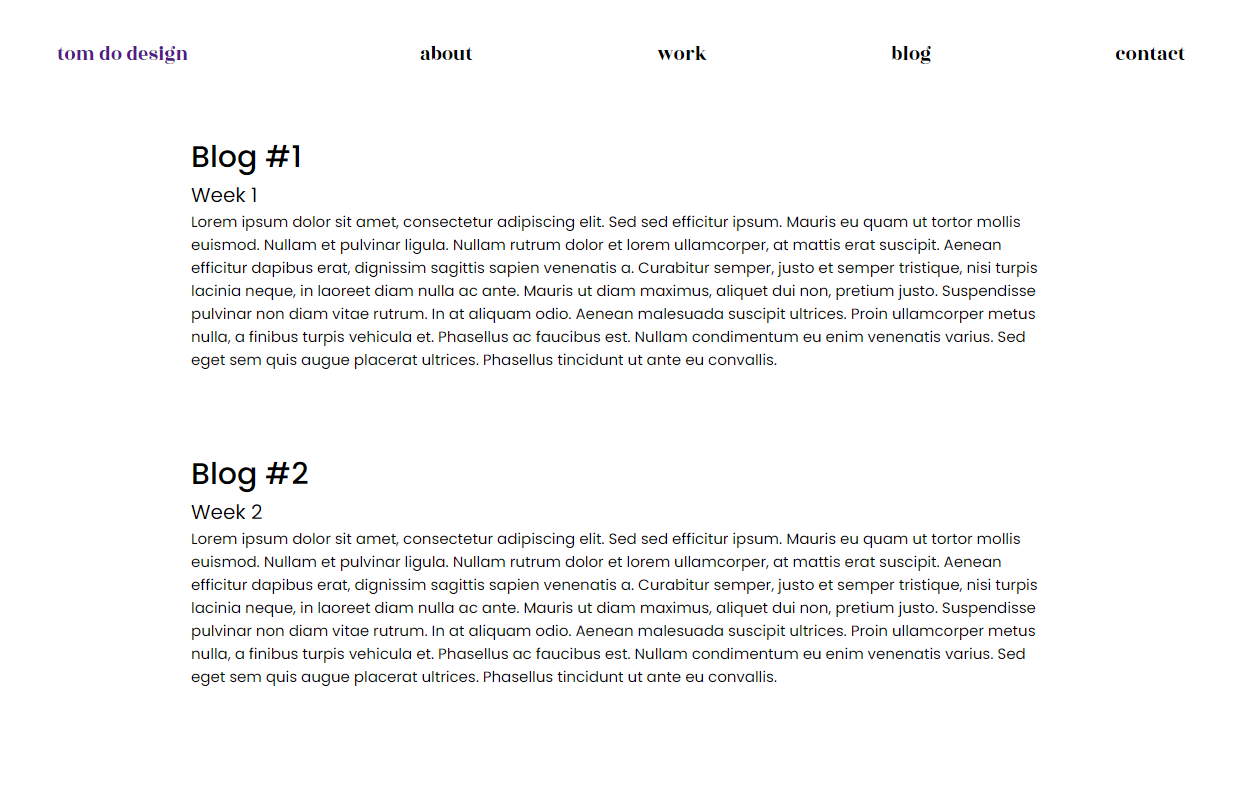 tom do design about work blog contact
Blog #1
Week 1
Lorem ipsum dolor sit amet, consectetur adipiscing elit. Sed sed efficitur ipsum. Mauris eu quam ut tortor mollis
euismod. Nullam et pulvinar ligula. Nullam rutrum dolor et lorem ullamcorper, at mattis erat suscipit. Aenean
efficitur dapibus erat, dignissim sagittis sapien venenatis a. Curabitur semper, justo et semper tristique, nisi turpis
lacinia neque, in laoreet diam nulla ac ante. Mauris ut diam maximus, aliquet dui non, pretium justo. Suspendisse
pulvinar non diam vitae rutrum. In at aliquam odio. Aenean malesuada suscipit ultrices. Proin ullamcorper metus
nulla, a finibus turpis vehicula et. Phasellus ac faucibus est. Nullam condimentum eu enim venenatis varius. Sed
eget sem quis augue placerat ultrices. Phasellus tincidunt ut ante eu convallis.
Blog #2
Week 2
Lorem ipsum dolor sit amet, consectetur adipiscing elit. Sed sed efficitur ipsum. Mauris eu quam ut tortor mollis
euismod. Nullam et pulvinar ligula. Nullam rutrum dolor et lorem ullamcorper, at mattis erat suscipit. Aenean
efficitur dapibus erat, dignissim sagittis sapien venenatis a. Curabitur semper, justo et semper tristique, nisi turpis
lacinia neque, in laoreet diam nulla ac ante. Mauris ut diam maximus, aliquet dui non, pretium justo. Suspendisse
pulvinar non diam vitae rutrum. In at aliquam odio. Aenean malesuada suscipit ultrices. Proin ullamcorper metus
nulla, a finibus turpis vehicula et. Phasellus ac faucibus est. Nullam condimentum eu enim venenatis varius. Sed
eget sem quis augue placerat ultrices. Phasellus tincidunt ut ante eu convallis.